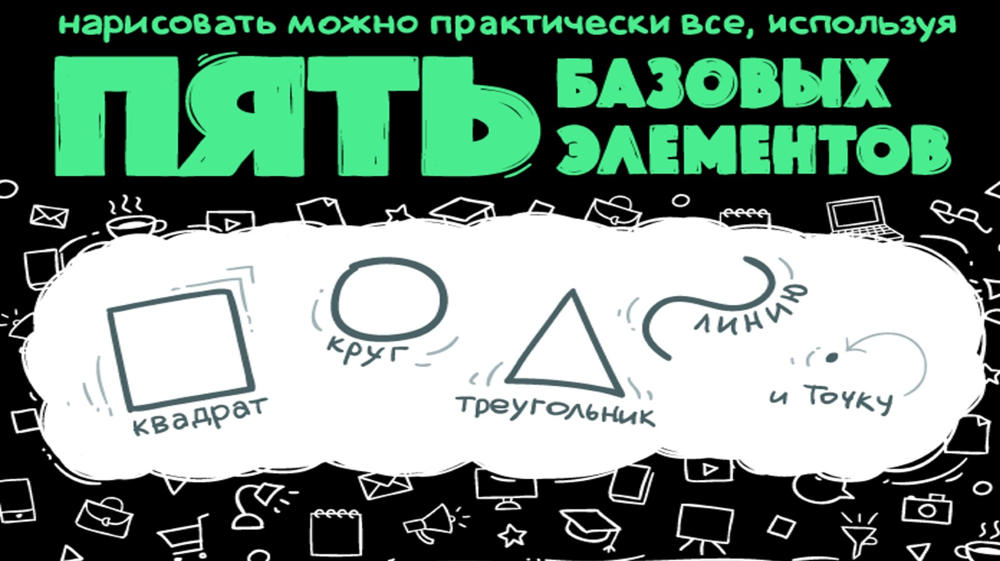 нарисовать можно практически все, используя
ПЯТЬ
БАЗОВЫХ
ЭЛЕМЕНТОВ
квадрат
круг
треугольник
линию
и точку